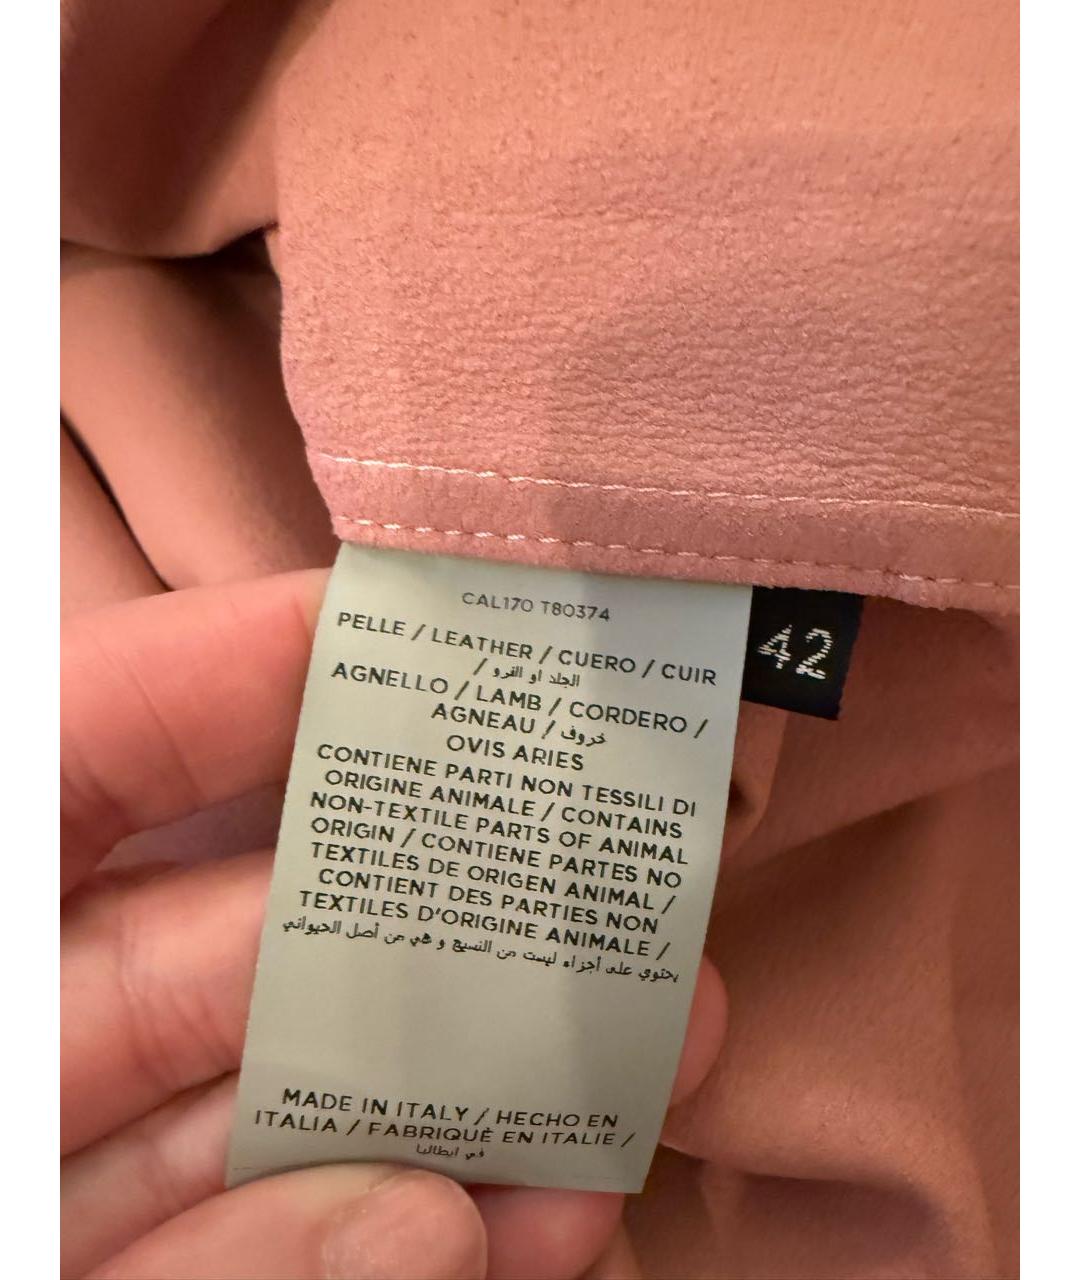 CAL170 T80374
PELLE / LEATHER / CUERO / CUIR
/ الجلد او الفرو
AGNELLO / LAMB / CORDERO /
AGNEAU / خروف
OVIS ARIES
CONTIENE PARTI NON TESSILI DI
ORIGINE ANIMALE / CONTAINS
NON-TEXTILE PARTS OF ANIMAL
ORIGIN / CONTIENE PARTES NO
TEXTILES DE ORIGEN ANIMAL /
CONTIENT DES PARTIES NON
TEXTILES D'ORIGINE ANIMALE /
يحتوي على أجزاء ليست من النسيج و هي من أصل الحيواني
MADE IN ITALY / HECHO EN
ITALIA / FABRIQUÉ EN ITALIE /
في ايطاليا
42